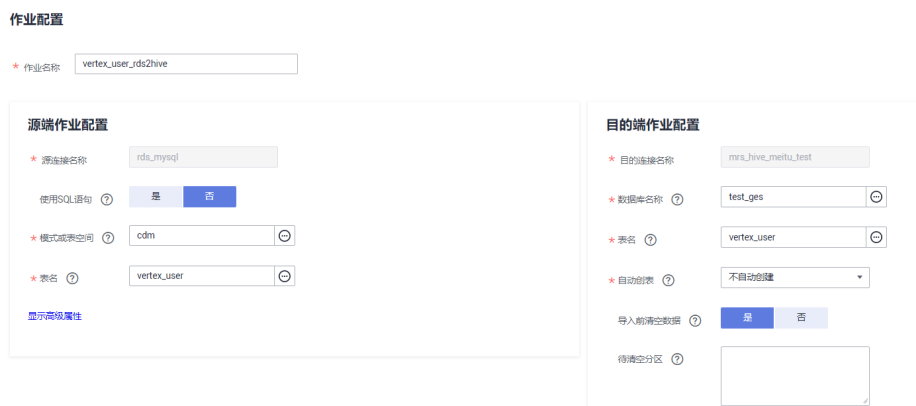 作业配置
* 作业名称 vertex_user_rds2hive
源端作业配置
* 源连接名称 rds_mysql
使用SQL语句 ? 是 否
* 模式或表空间 ? cdm
* 表名 ? vertex_user
显示高级属性
目的端作业配置
* 目的连接名称 mrs_hive_meitu_test
* 数据库名称 ? test_ges
* 表名 ? vertex_user
* 自动创表 ? 不自动创建
导入前清空数据 ? 是 否
待清空分区 ?